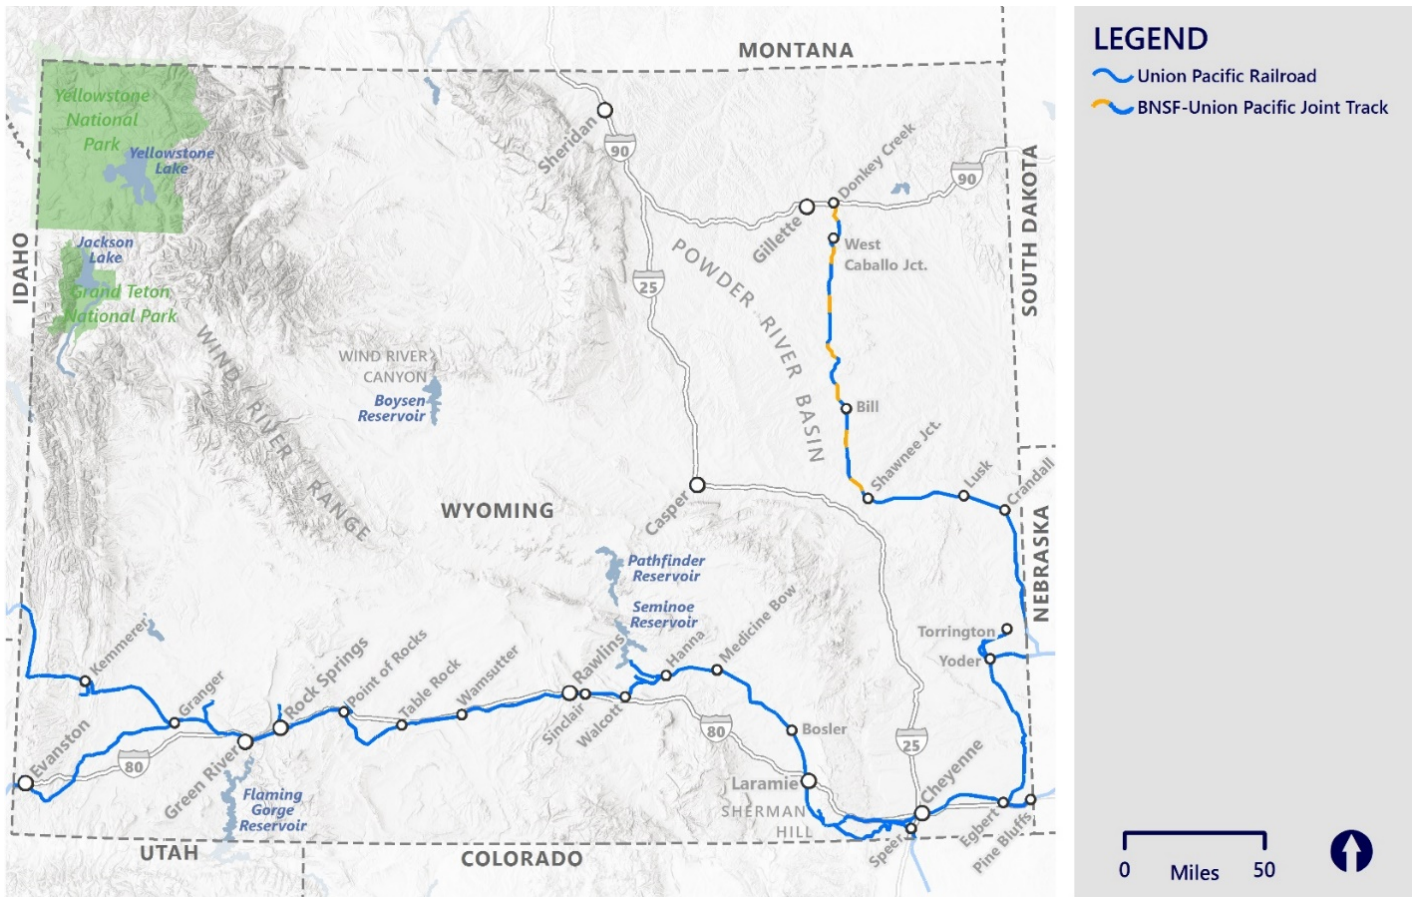 MONTANA
LEGEND
Union Pacific Railroad
BNSF-Union Pacific Joint Track
Yellowstone
National
Park
Yellowstone
Lake
Sheridan
90
Donkey Creek
90
SOUTH DAKOTA
IDAHO
Jackson
Lake
Grand Teton
National Park
Gillette
West
Caballo Jct.
25
POWDER RIVER BASIN
WIND RIVER RANGE
WIND RIVER
CANYON
Boysen
Reservoir
Bill
Shawnee Jct.
Lusk
Crandall
Casper
WYOMING
NEBRASKA
Pathfinder
Reservoir
Seminoe
Reservoir
Torrington
Yoder
Kemmerer
Granger
Rock Springs
Point of Rocks
Table Rock
Wamsutter
Rawlins
Sinclair
Walcott
Hanna
Medicine Bow
Bosler
80
25
Evanston
80
Green River
Laramie
Cheyenne
Flaming
Gorge
Reservoir
SHERMAN
HILL
Speer
Egbert
Pine Bluffs
UTAH
COLORADO
0 Miles 50